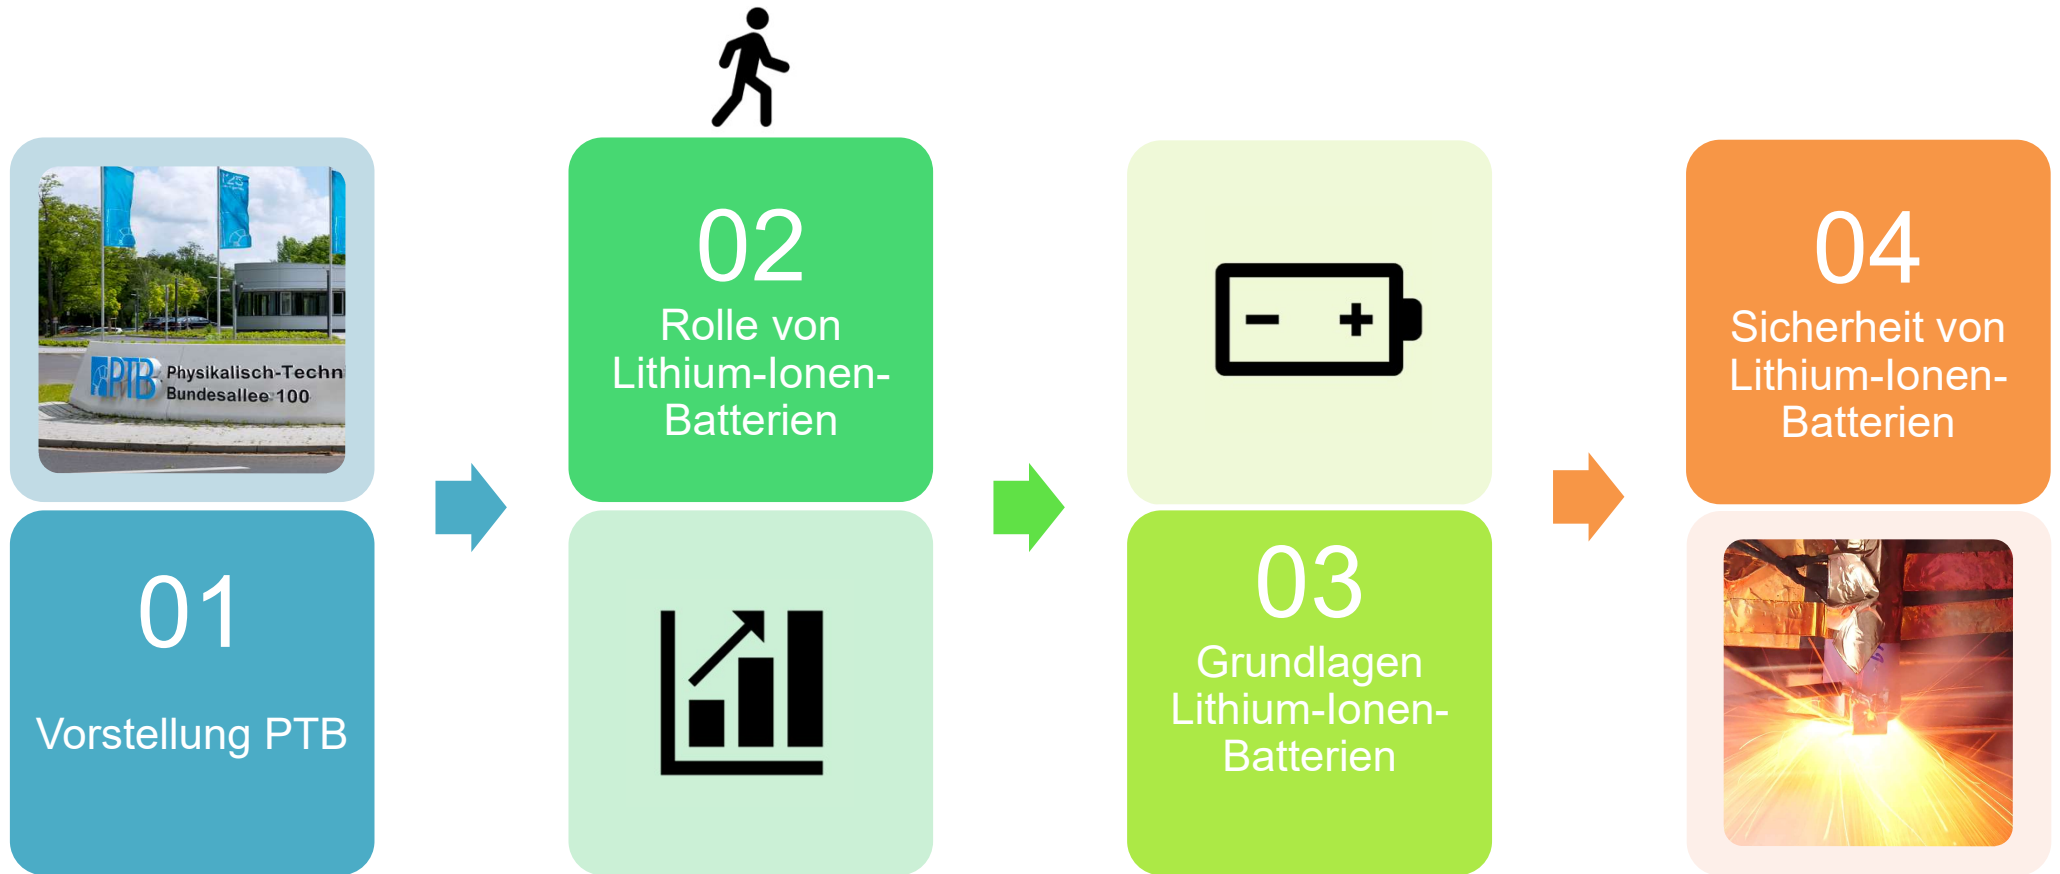 PTB
Physikalisch-Techn
Bundesallee 100
01
Vorstellung PTB
02
Rolle von
Lithium-Ionen-
Batterien
03
Grundlagen
Lithium-Ionen-
Batterien
04
Sicherheit von
Lithium-Ionen-
Batterien